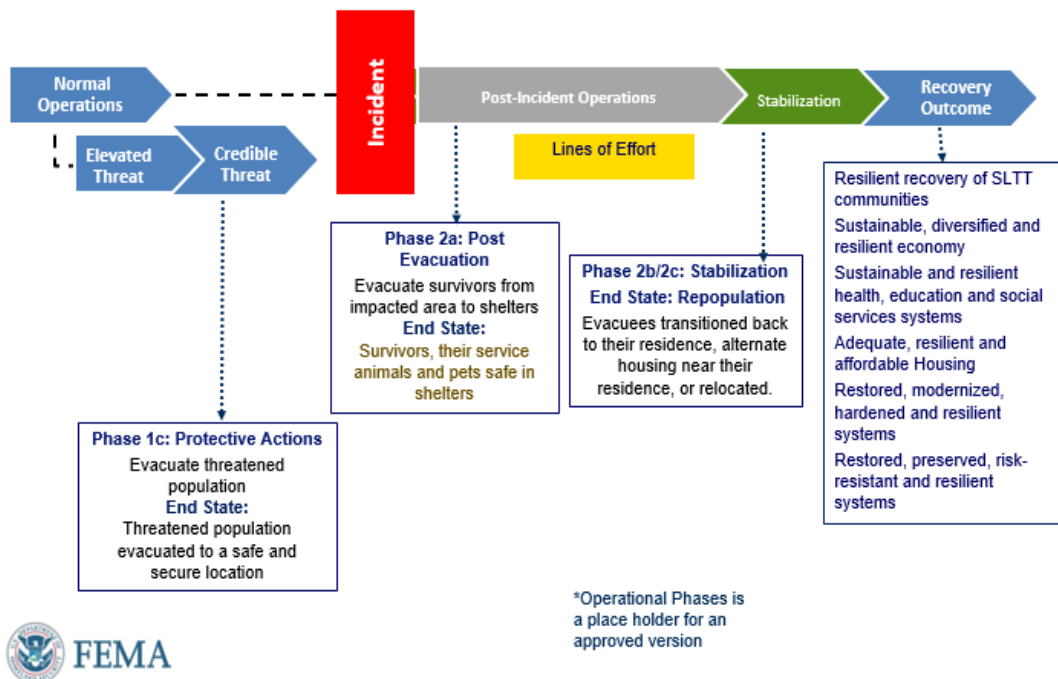 Normal
Operations
Elevated
Threat
Credible
Threat
Incident
Post-Incident Operations
Stabilization
Recovery
Outcome
Lines of Effort
Phase 1c: Protective Actions
Evacuate threatened
population
End State:
Threatened population
evacuated to a safe and
secure location
Phase 2a: Post
Evacuation
Evacuate survivors from
impacted area to shelters
End State:
Survivors, their service
animals and pets safe in
shelters
Phase 2b/2c: Stabilization
End State: Repopulation
Evacuees transitioned back
to their residence, alternate
housing near their
residence, or relocated.
Resilient recovery of SLTT
communities
Sustainable, diversified and
resilient economy
Sustainable and resilient
health, education and social
services systems
Adequate, resilient and
affordable Housing
Restored, modernized,
hardened and resilient
systems
Restored, preserved, risk-
resistant and resilient
systems
*Operational Phases is
a place holder for an
approved version
FEMA